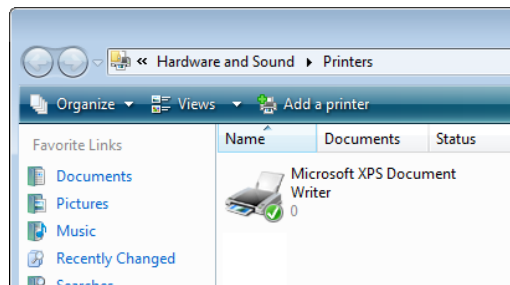 « Hardware and Sound ▸ Printers
Organize Views Add a printer
Favorite Links
Documents
Pictures
Music
Recently Changed
Searches
Name Documents Status
Microsoft XPS Document
Writer
0